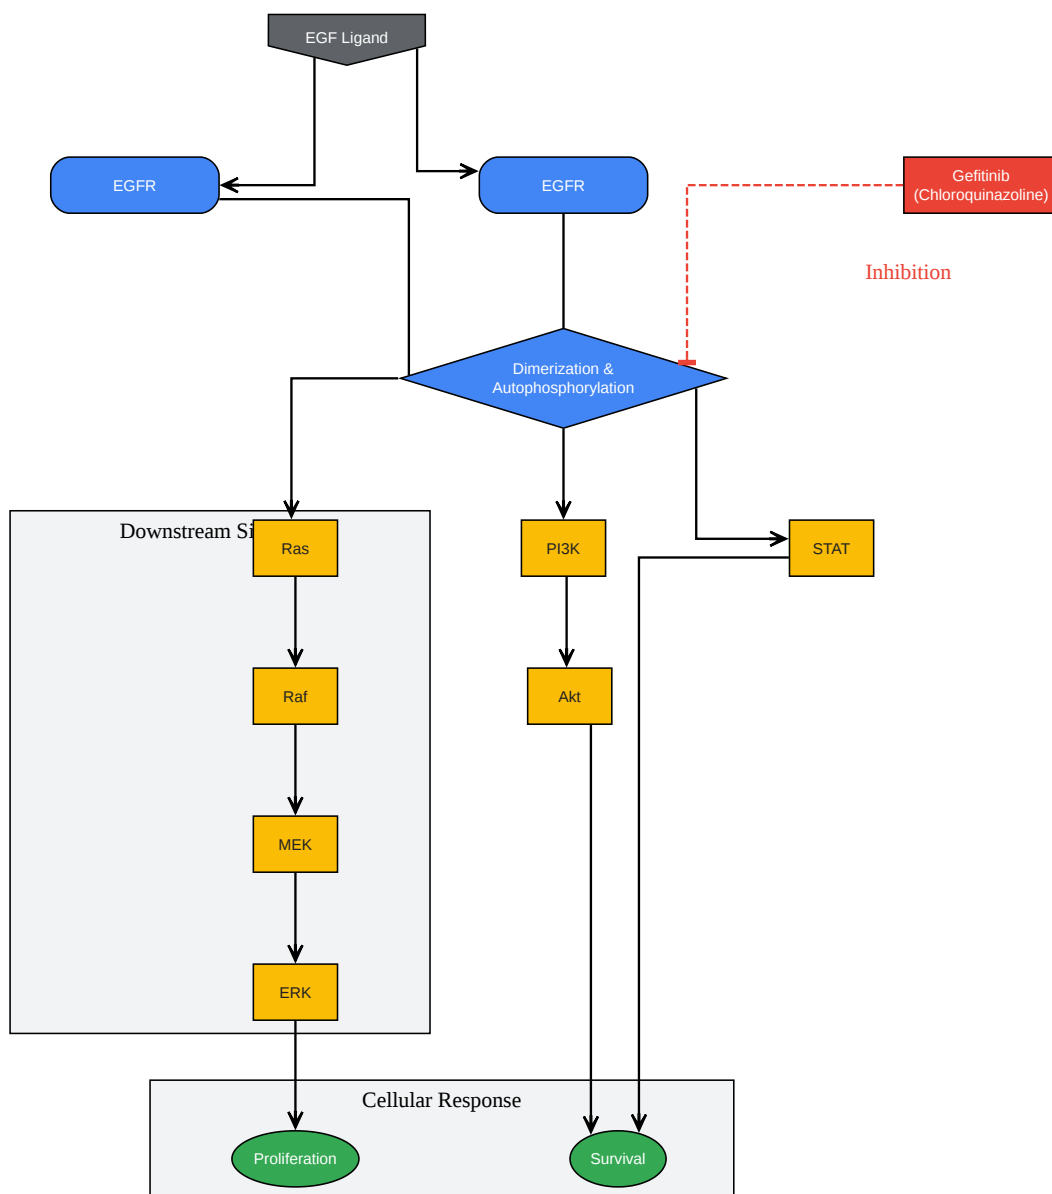 EGF Ligand
EGFR
EGFR
Gefitinib
(Chloroquinazoline)
Inhibition
Dimerization &
Autophosphorylation
Downstream
Ras
PI3K
STAT
Raf
Akt
MEK
ERK
Cellular Response
Proliferation
Survival